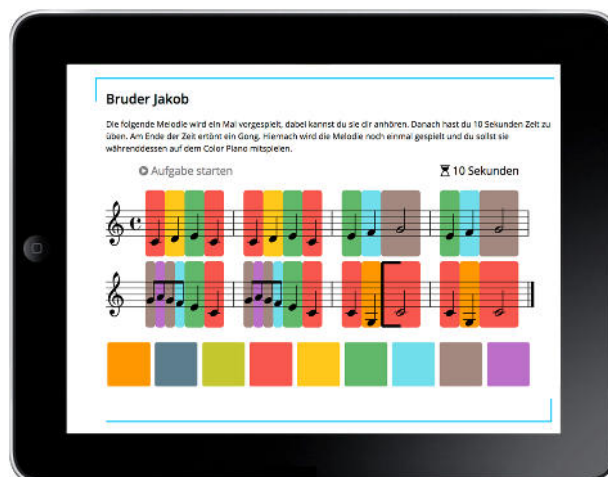 Bruder Jakob
Die folgende Melodie wird ein Mal vorgespielt, dabei kannst du sie dir anhören. Danach hast du 10 Sekunden Zeit zu
üben. Am Ende der Zeit ertönt ein Gong. Hiernach wird die Melodie noch einmal gespielt und du sollst sie
währenddessen auf dem Color Piano mitspielen.
Aufgabe starten
10 Sekunden